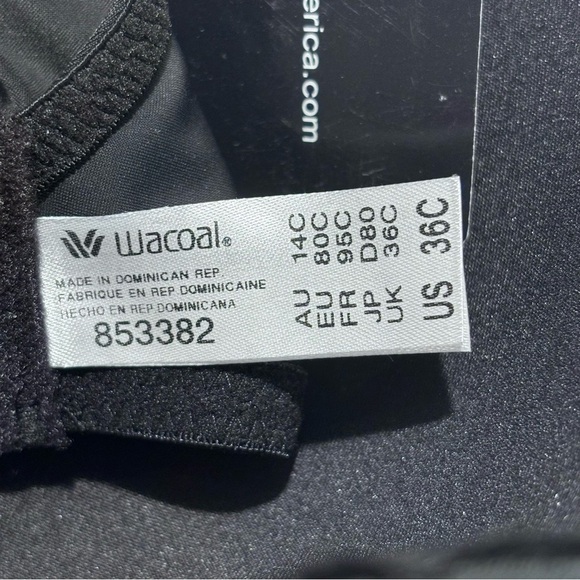 erica.com
wacoal®
MADE IN DOMINICAN REP.
FABRIQUE EN REP.DOMINICAINE
HECHO EN REP.DOMINICANA
853382
AU 14C
EU 80C
FR 95C
JP D80
UK 36C
US 36C